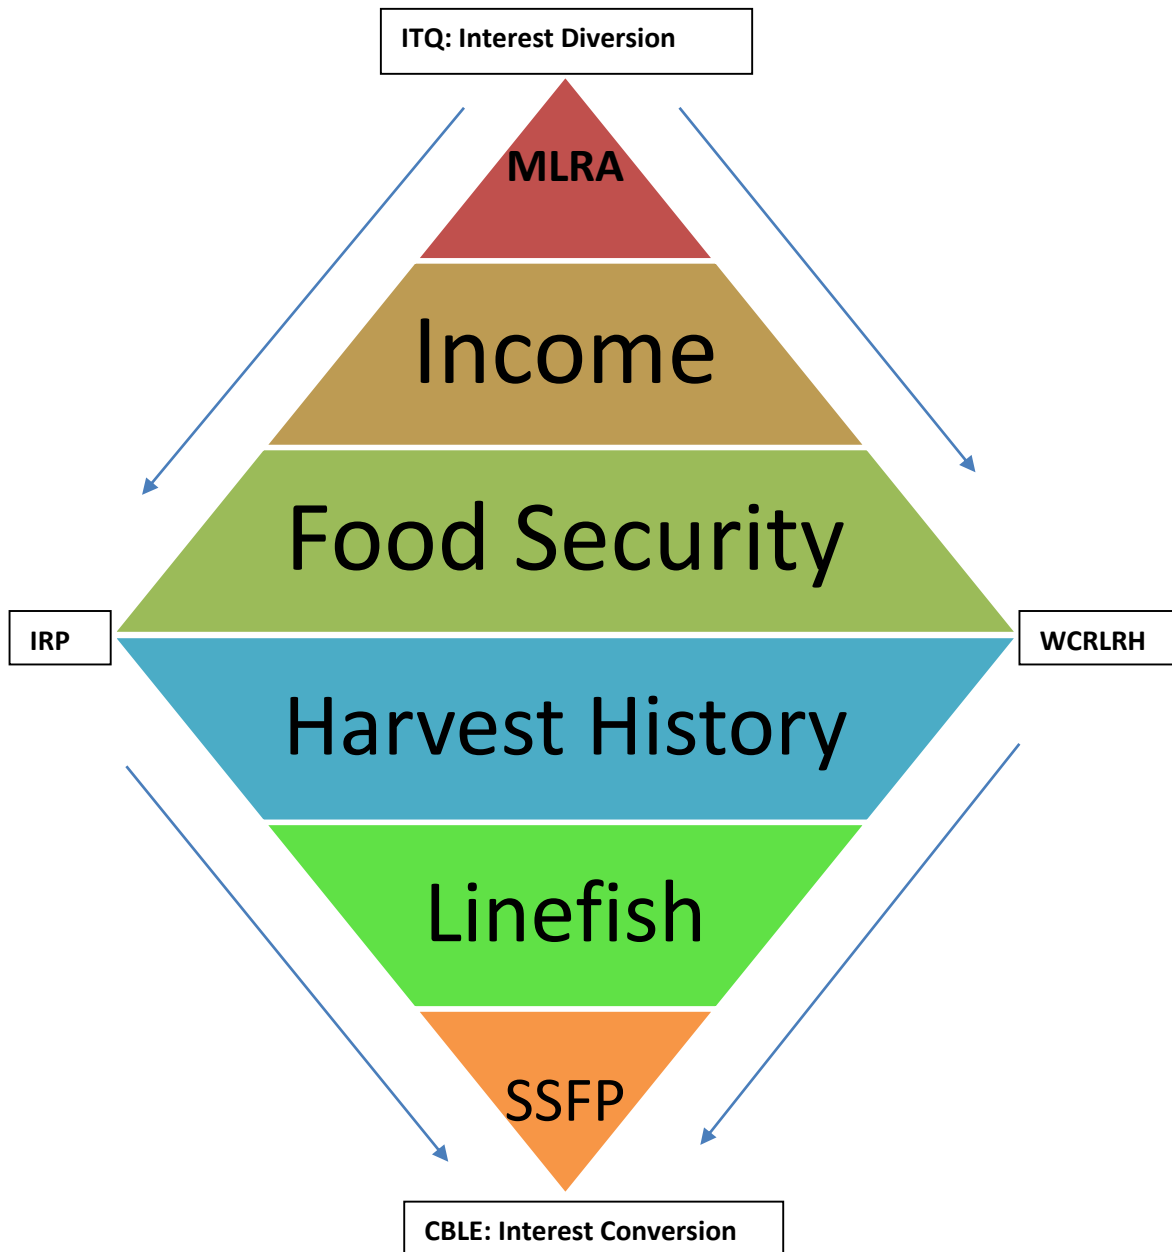 ITQ: Interest Diversion
MLRA
Income
Food Security
IRP
WCRLRH
Harvest History
Linefish
SSFP
CBLE: Interest Conversion